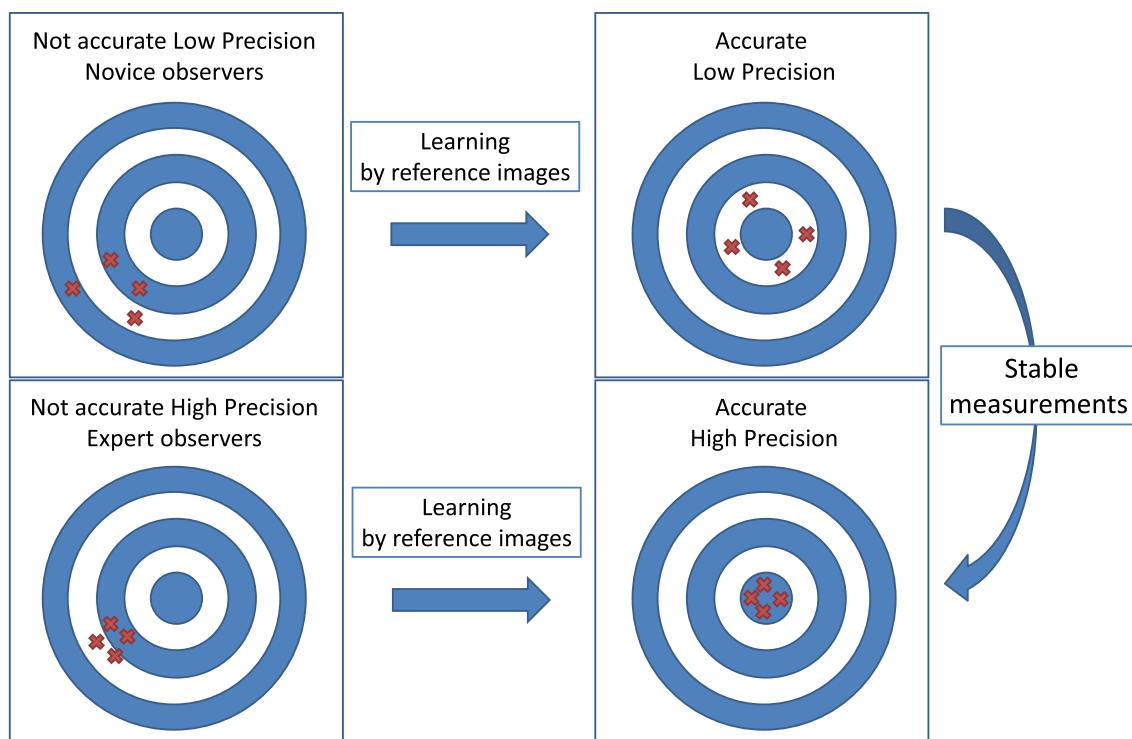 Not accurate Low Precision
Novice observers
Learning
by reference images
Accurate
Low Precision
Stable
measurements
Not accurate High Precision
Expert observers
Learning
by reference images
Accurate
High Precision